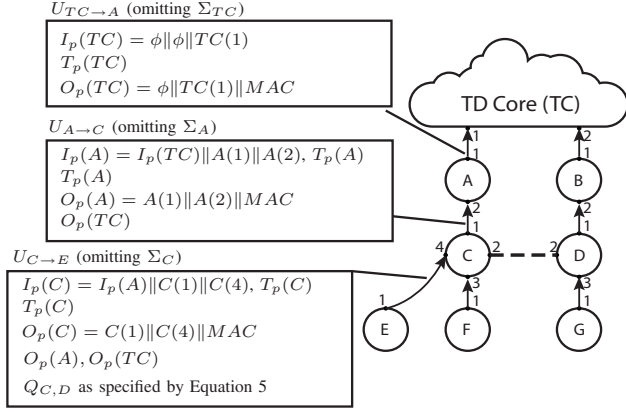 U_{TC→A} (omitting Σ_{TC})
I_p(TC) = ϕ||ϕ||TC(1)
T_p(TC)
O_p(TC) = ϕ||TC(1)||MAC
U_{A→C} (omitting Σ_A)
I_p(A) = I_p(TC)||A(1)||A(2), T_p(A)
T_p(A)
O_p(A) = A(1)||A(2)||MAC
O_p(TC)
U_{C→E} (omitting Σ_C)
I_p(C) = I_p(A)||C(1)||C(4), T_p(C)
T_p(C)
O_p(C) = C(1)||C(4)||MAC
O_p(A), O_p(TC)
Q_{C,D} as specified by Equation 5
TD Core (TC)
1 2
1 1
A B
2 2
1 1
4 C 2 2 D
3 3
1 1 1
E F G